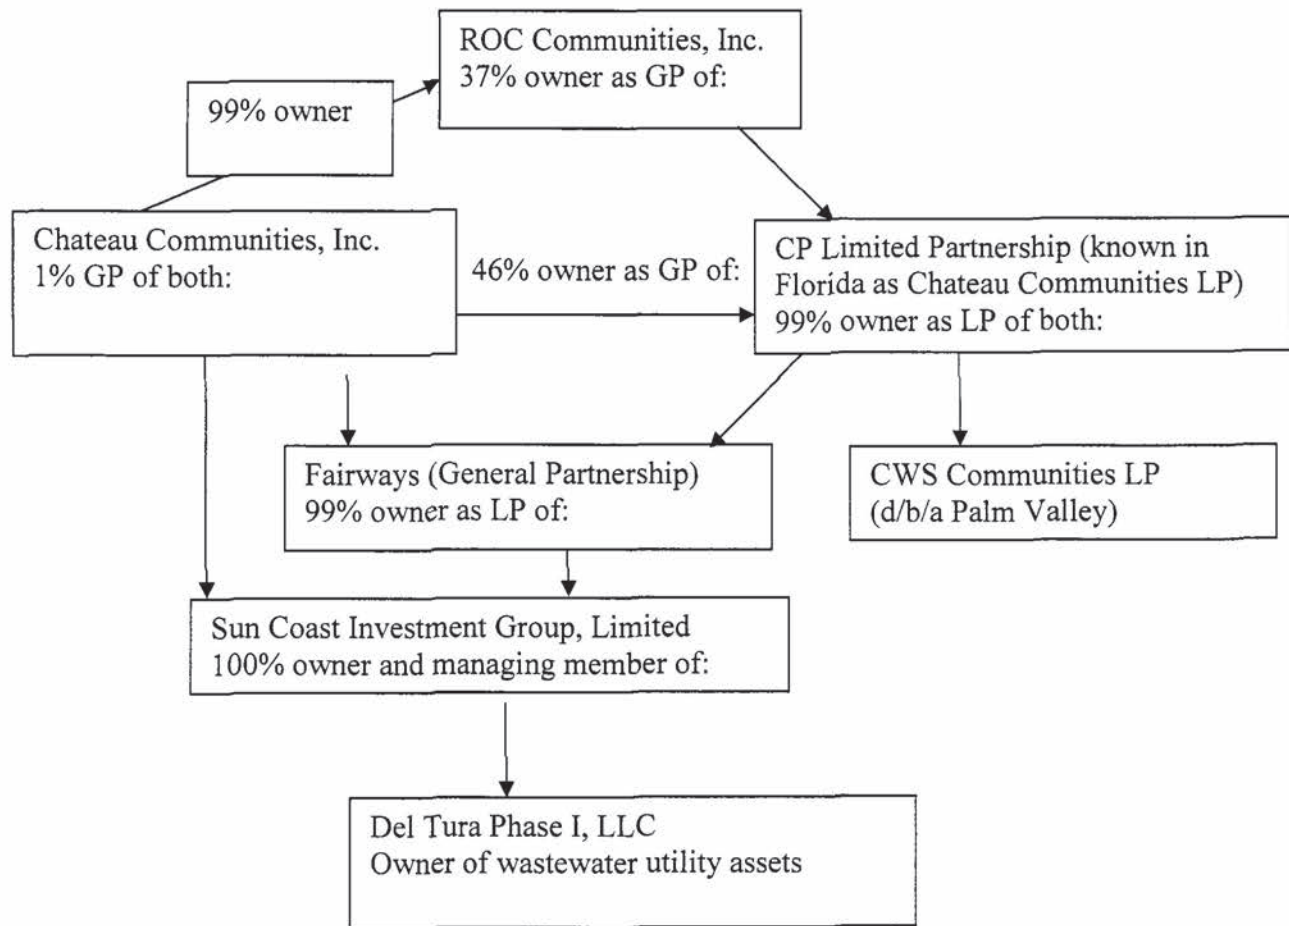 ROC Communities, Inc.
37% owner as GP of:
99% owner
Chateau Communities, Inc.
1% GP of both:
46% owner as GP of:
CP Limited Partnership (known in
Florida as Chateau Communities LP)
99% owner as LP of both:
Fairways (General Partnership)
99% owner as LP of:
CWS Communities LP
(d/b/a Palm Valley)
Sun Coast Investment Group, Limited
100% owner and managing member of:
Del Tura Phase I, LLC
Owner of wastewater utility assets